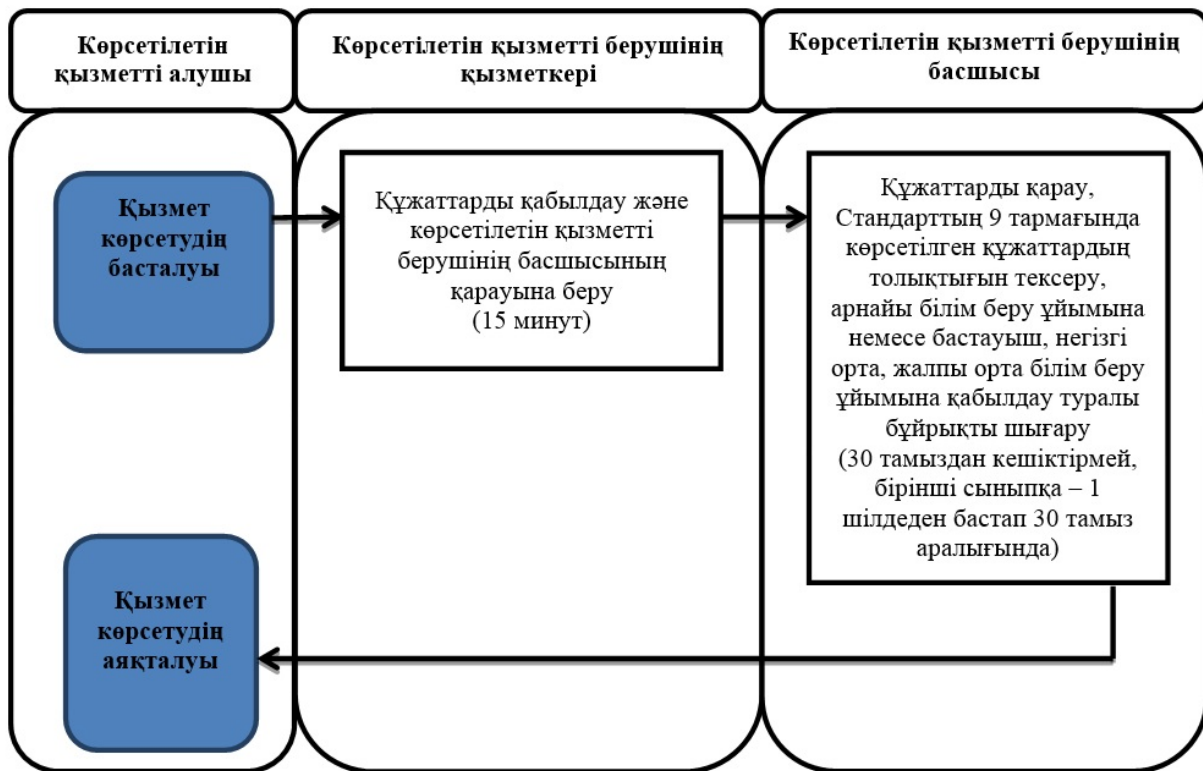 Көрсетілетін
қызметті алушы
Көрсетілетін қызметті берушінің
қызметкері
Көрсетілетін қызметті берушінің
басшысы
Қызмет
көрсетудің
басталуы
Құжаттарды қабылдау және
көрсетілетін қызметті
берушінің басшысының
қарауына беру
(15 минут)
Құжаттарды қарау,
Стандарттың 9 тармағында
көрсетілген құжаттардың
толықтығын тексеру,
арнайы білім беру ұйымына
немесе бастауыш, негізгі
орта, жалпы орта білім беру
ұйымына қабылдау туралы
бұйрықты шығару
(30 тамыздан кешіктірмей,
бірінші сыныпқа – 1
шілдеден бастап 30 тамыз
аралығында)
Қызмет
көрсетудің
аяқталуы